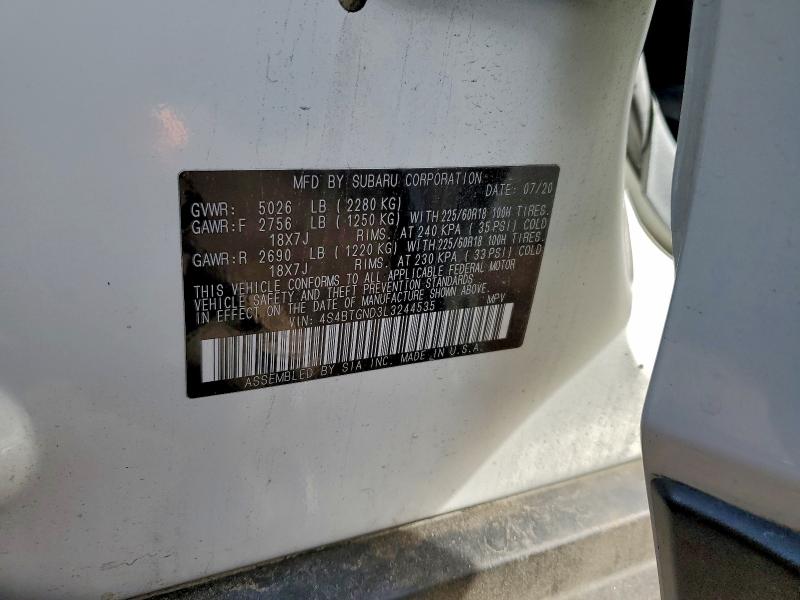 MFD BY SUBARU CORPORATION
DATE: 07/20
GVWR: 5026 LB ( 2280 KG)
GAWR:F 2756 LB ( 1250 KG) WITH 225/60R18 100H TIRES.
18X7J RIMS. AT 240 KPA ( 35 PSI) COLD
GAWR:R 2690 LB ( 1220 KG) WITH 225/60R18 100H TIRES.
18X7J RIMS. AT 230 KPA ( 33 PSI) COLD
THIS VEHICLE CONFORMS TO ALL APPLICABLE FEDERAL MOTOR
VEHICLE SAFETY AND THEFT PREVENTION STANDARDS
IN EFFECT ON THE DATE OF MANUFACTURE SHOWN ABOVE.
VIN: 4S4BTGND3L3244535 MPV
ASSEMBLED BY SIA INC. MADE IN U.S.A.